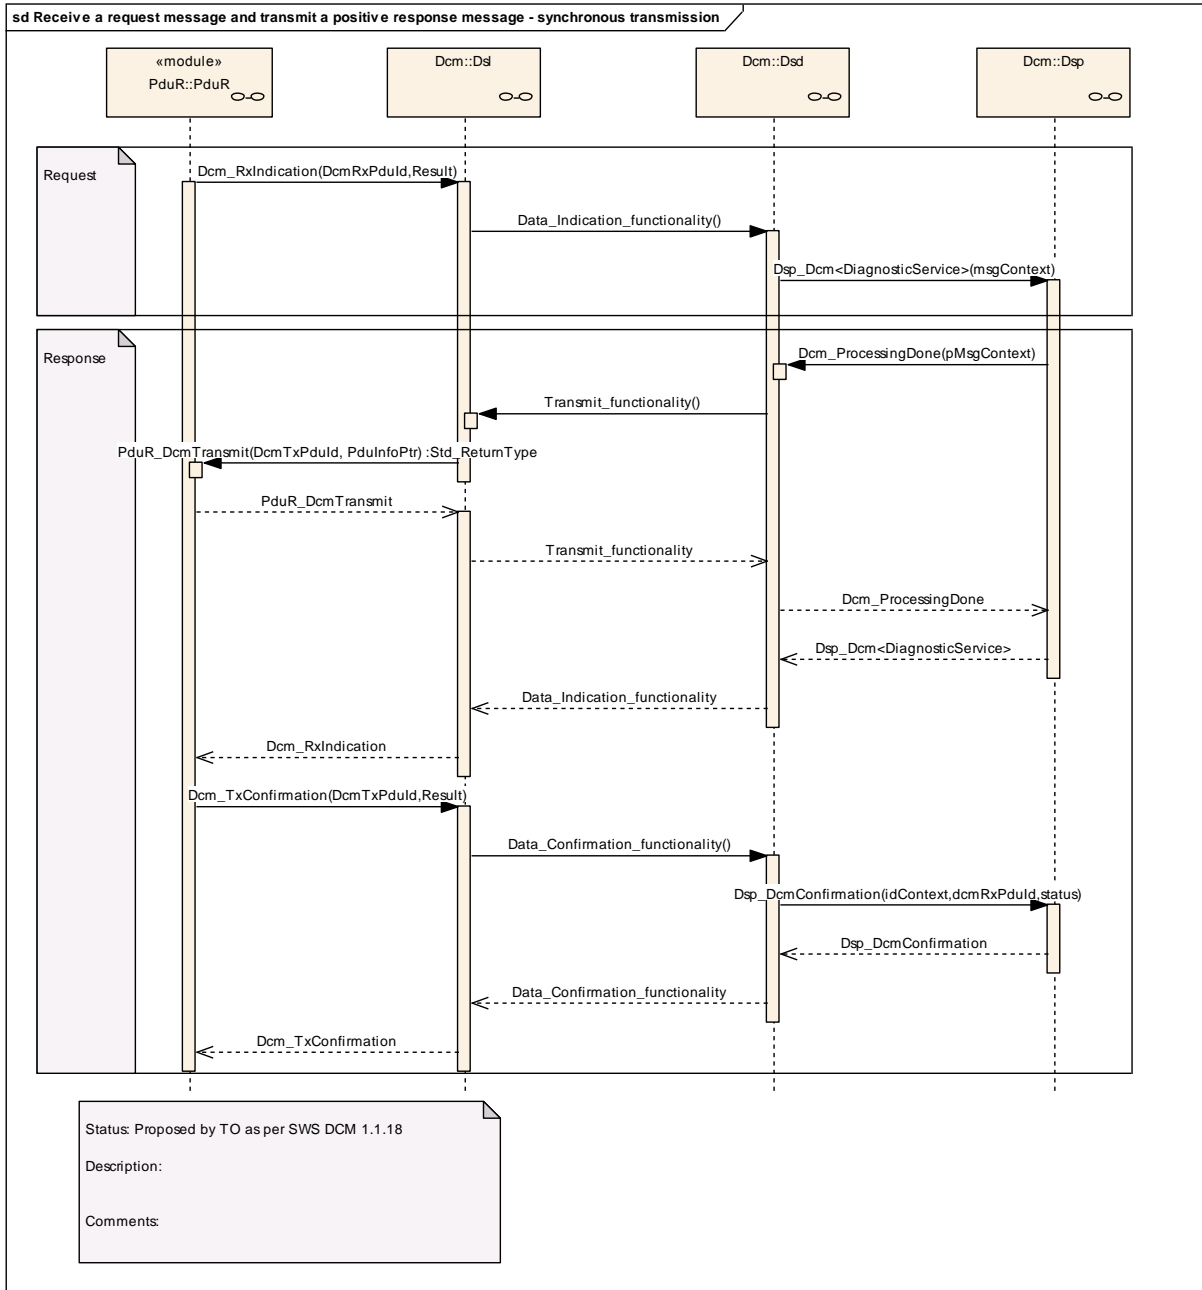 sd Receive a request message and transmit a positive response message - synchronous transmission
«module»
PduR::PduR
Dcm::Dsl
Dcm::Dsd
Dcm::Dsp
Request
Dcm_RxIndication(DcmRxPduId,Result)
Data_Indication_functionality()
Dsp_Dcm<DiagnosticService>(msgContext)
Response
Dcm_ProcessingDone(pMsgContext)
Transmit_functionality()
PduR_DcmTransmit(DcmTxPduId, PduInfoPtr) :Std_ReturnType
PduR_DcmTransmit
Transmit_functionality
Dcm_ProcessingDone
Dsp_Dcm<DiagnosticService>
Data_Indication_functionality
Dcm_RxIndication
Dcm_TxConfirmation(DcmTxPduId,Result)
Data_Confirmation_functionality()
Dsp_DcmConfirmation(idContext,dcmRxPduId,status)
Dsp_DcmConfirmation
Data_Confirmation_functionality
Dcm_TxConfirmation
Status: Proposed by TO as per SWS DCM 1.1.18
Description:
Comments: